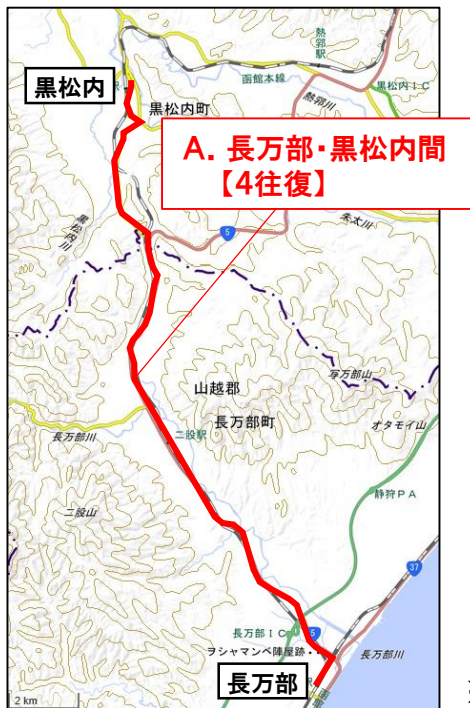 熱郛駅
函館本線
黒松内
黒松内IC
熱郛川
黒松内町
A. 長万部・黒松内間
【4往復】
朱太川
黒松内川
5
写万部山
山越郡
長万部町
オタモイ山
長万部川
二股駅
静狩PA
二股山
37
長万部IC
5
ヲシャマンベ陣屋跡
長万部川
長万部
2 km